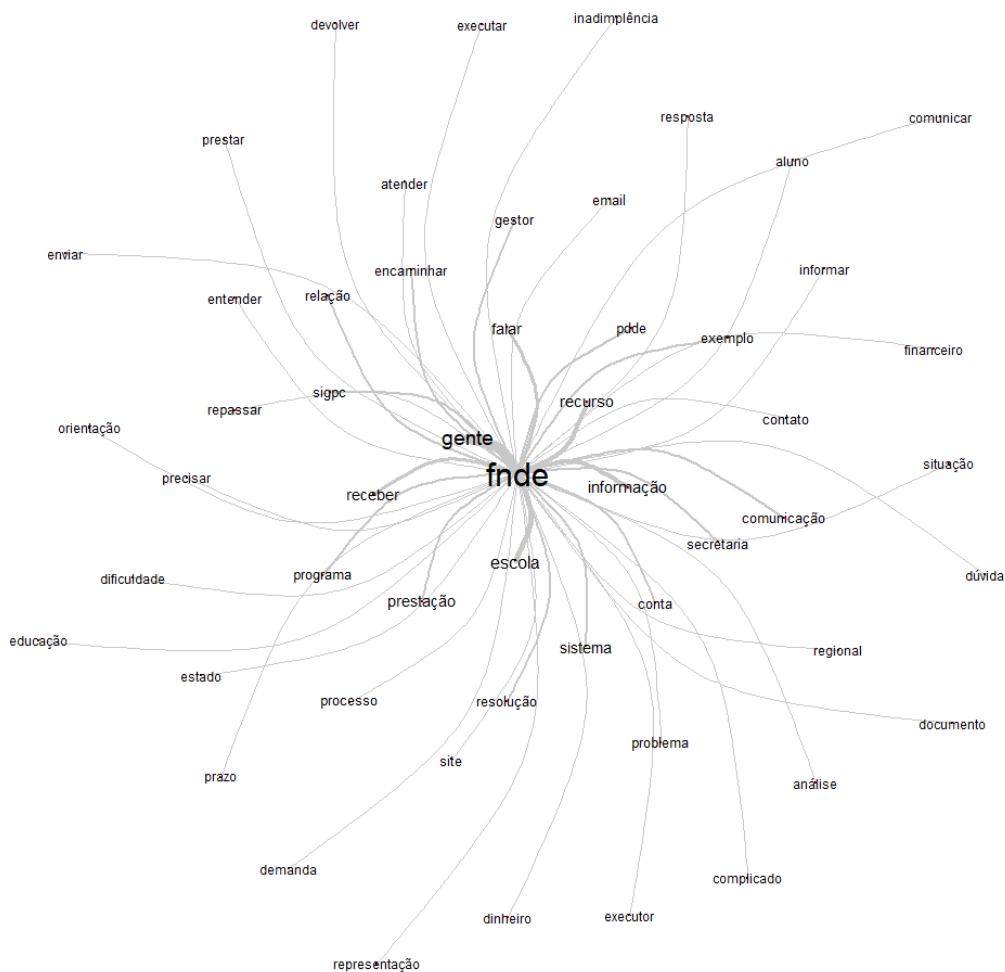 inadimplência
devolver
executar
resposta
comunicar
prestar
aluno
atender
email
gestor
enviar
encaminhar
informar
entender
relação
falar
pdde
exemplo
financeiro
sigpc
recurso
repassar
contato
orientação
gente
situação
fnde
precisar
receber
informação
comunicação
secretaria
escola
programa
dúvida
dificuldade
prestação
conta
educação
sistema
regional
estado
processo
resolução
documento
problema
site
prazo
análise
demanda
complicado
dinheiro
executor
representação